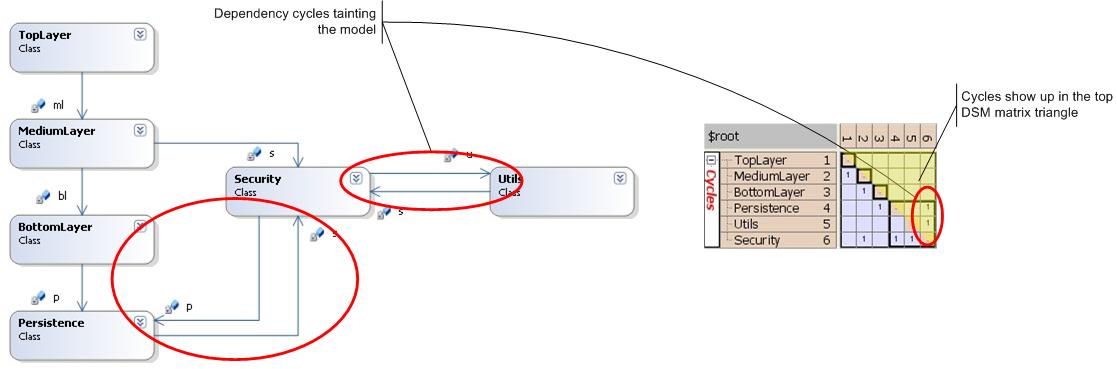 Dependency cycles tainting
the model
TopLayer
Class
ml
MediumLayer
Class
s
u
Security
Class
Utils
Class
s
bl
BottomLayer
Class
s
p
p
Persistence
Class
Cycles show up in the top
DSM matrix triangle
$root 1 2 3 4 5 6
Cycles
TopLayer 1 .
MediumLayer 2 1 .
BottomLayer 3 1 .
Persistence 4 1 . 1
Utils 5 . 1
Security 6 1 1 1 .